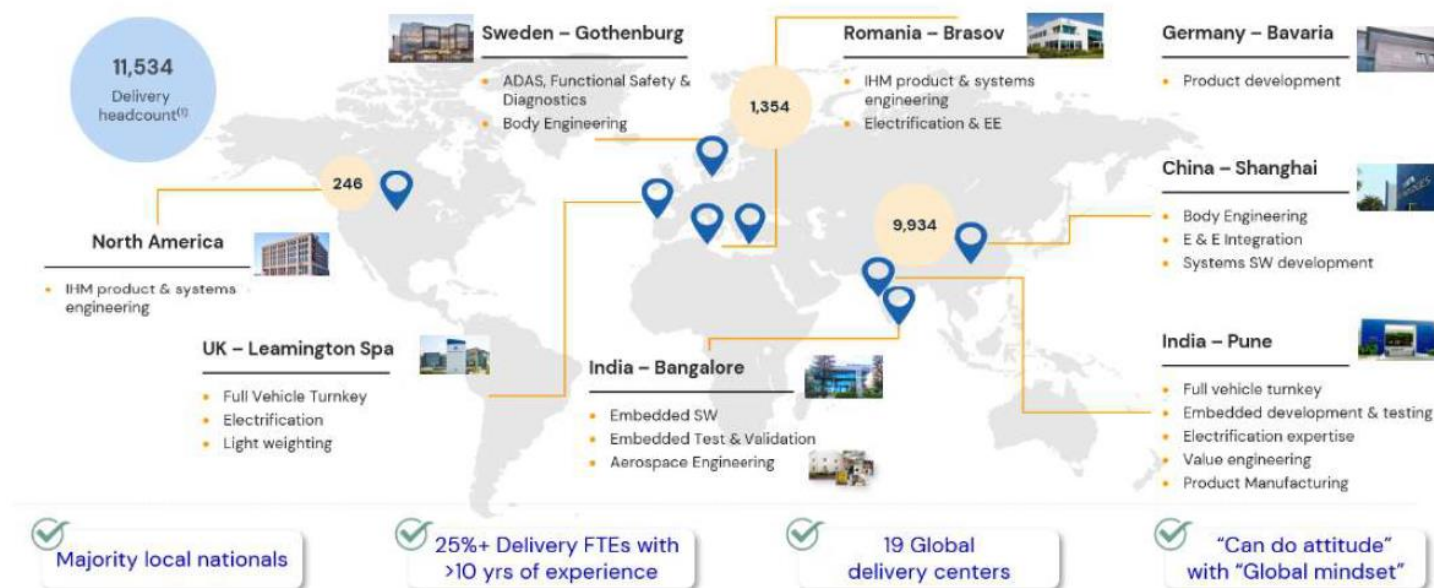 11,534
Delivery
headcount(1)
Sweden – Gothenburg
• ADAS, Functional Safety &
Diagnostics
• Body Engineering
Romania – Brasov
• IHM product & systems
engineering
• Electrification & EE
Germany – Bavaria
• Product development
1,354
246
9,934
North America
• IHM product & systems
engineering
China – Shanghai
• Body Engineering
• E & E Integration
• Systems SW development
UK – Leamington Spa
• Full Vehicle Turnkey
• Electrification
• Light weighting
India – Bangalore
• Embedded SW
• Embedded Test & Validation
• Aerospace Engineering
India – Pune
• Full vehicle turnkey
• Embedded development & testing
• Electrification expertise
• Value engineering
• Product Manufacturing
Majority local nationals
25%+ Delivery FTEs with
>10 yrs of experience
19 Global
delivery centers
“Can do attitude”
with “Global mindset”